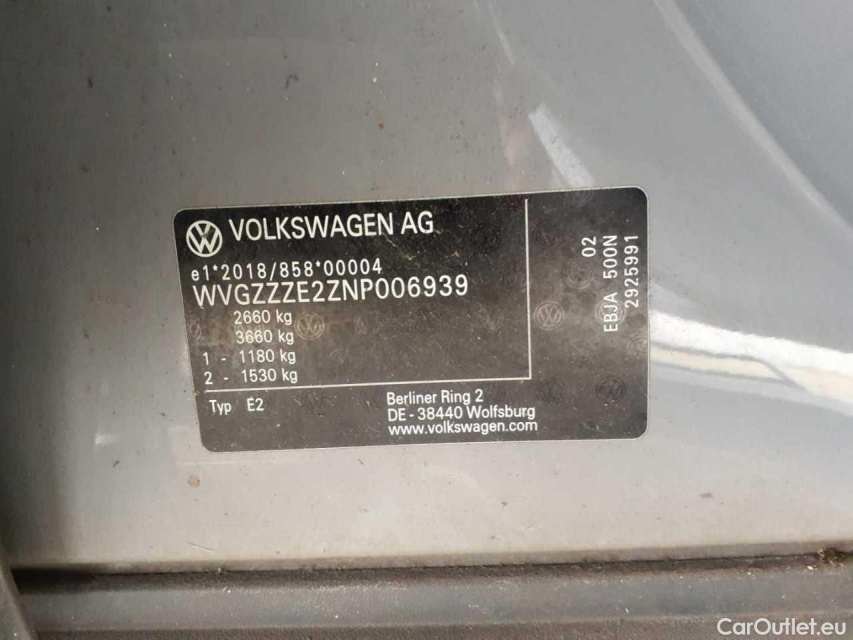 VOLKSWAGEN AG
e1*2018/858*00004
WVGZZZE2ZNP006939
2660 kg
3660 kg
1 - 1180 kg
2 - 1530 kg
Typ E2
Berliner Ring 2
DE - 38440 Wolfsburg
www.volkswagen.com
02
EBJA 500N
2925991
CarOutlet.eu